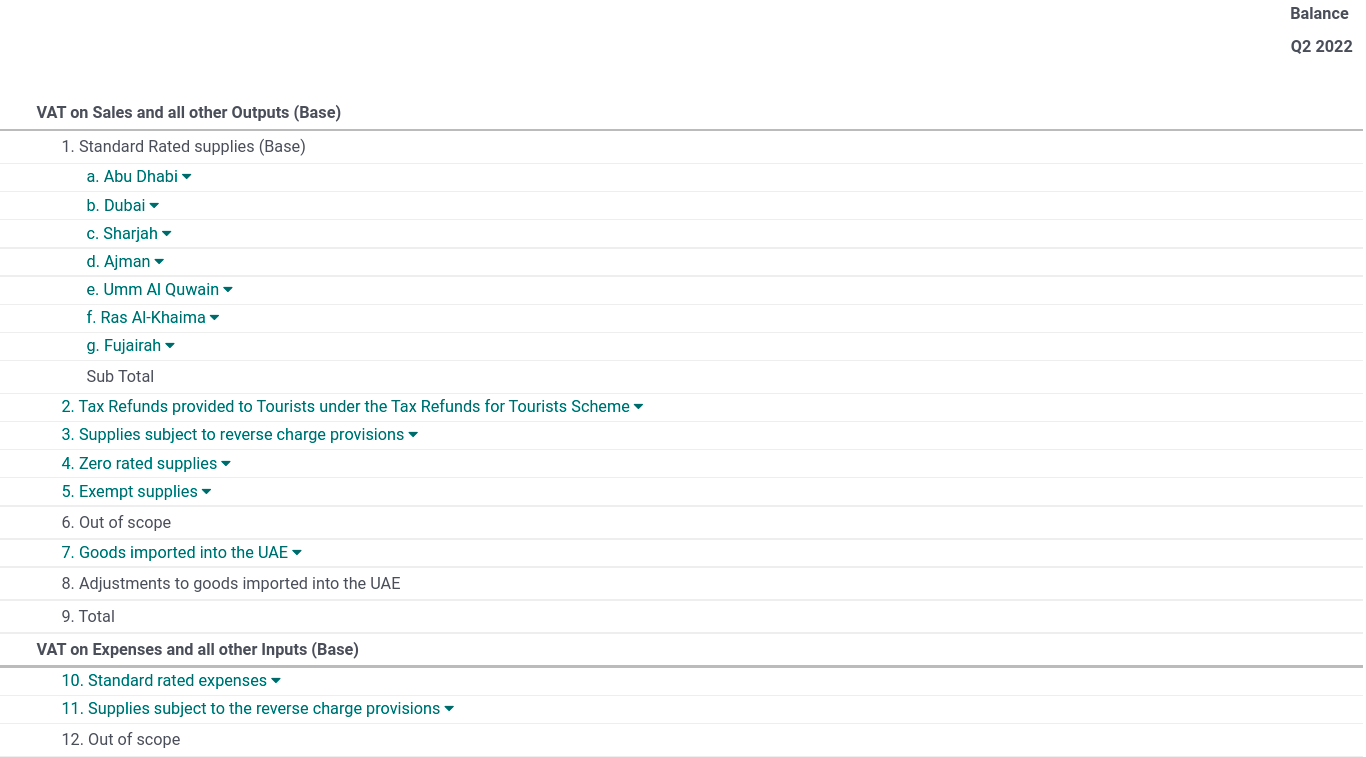 Balance
Q2 2022
VAT on Sales and all other Outputs (Base)
1. Standard Rated supplies (Base)
a. Abu Dhabi
b. Dubai
c. Sharjah
d. Ajman
e. Umm Al Quwain
f. Ras Al-Khaima
g. Fujairah
Sub Total
2. Tax Refunds provided to Tourists under the Tax Refunds for Tourists Scheme
3. Supplies subject to reverse charge provisions
4. Zero rated supplies
5. Exempt supplies
6. Out of scope
7. Goods imported into the UAE
8. Adjustments to goods imported into the UAE
9. Total
VAT on Expenses and all other Inputs (Base)
10. Standard rated expenses
11. Supplies subject to the reverse charge provisions
12. Out of scope